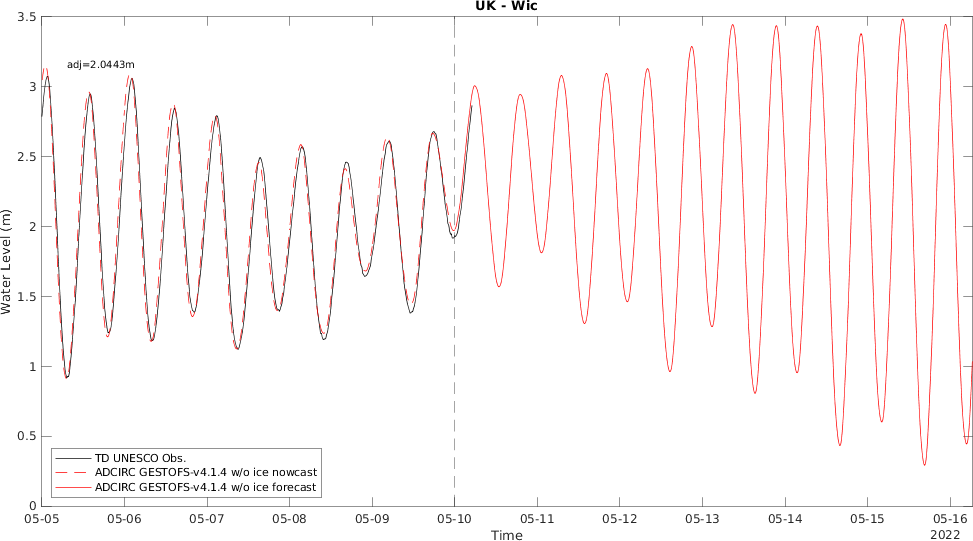 UK - Wic
adj=2.0443m
3.5
3
2.5
2
1.5
1
0.5
0
Water Level (m)
TD UNESCO Obs.
ADCIRC GESTOFS-v4.1.4 w/o ice nowcast
ADCIRC GESTOFS-v4.1.4 w/o ice forecast
05-05 05-06 05-07 05-08 05-09 05-10 05-11 05-12 05-13 05-14 05-15 05-16
2022
Time